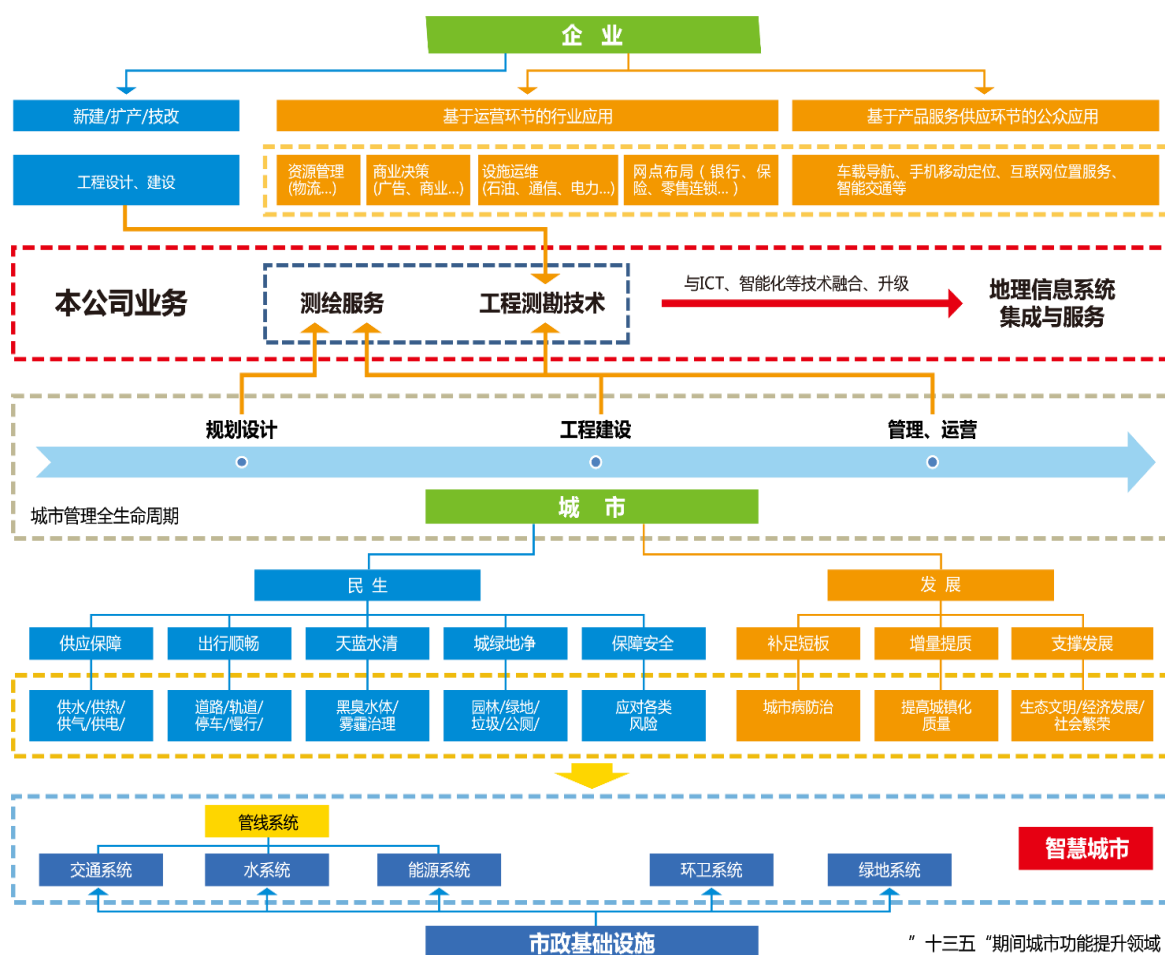 企 业
新建/扩产/技改
基于运营环节的行业应用
基于产品服务供应环节的公众应用
工程设计、建设
资源管理
(物流...)
商业决策
(广告、商业...)
设施运维
(石油、通信、电力...)
网点布局（银行、保
险、零售连锁...）
车载导航、手机移动定位、互联网位置服务、
智能交通等
本公司业务
测绘服务
工程测勘技术
与ICT、智能化等技术融合、升级
地理信息系统
集成与服务
规划设计
工程建设
管理、运营
城市管理全生命周期
城 市
民 生
发 展
供应保障
出行顺畅
天蓝水清
城绿地净
保障安全
补足短板
增量提质
支撑发展
供水/供热/
供气/供电/
道路/轨道/
停车/慢行/
黑臭水体/
雾霾治理
园林/绿地/
垃圾/公厕/
应对各类
风险
城市病防治
提高城镇化
质量
生态文明/经济发展/
社会繁荣
管线系统
智慧城市
交通系统
水系统
能源系统
环卫系统
绿地系统
市政基础设施
＂十三五＂期间城市功能提升领域